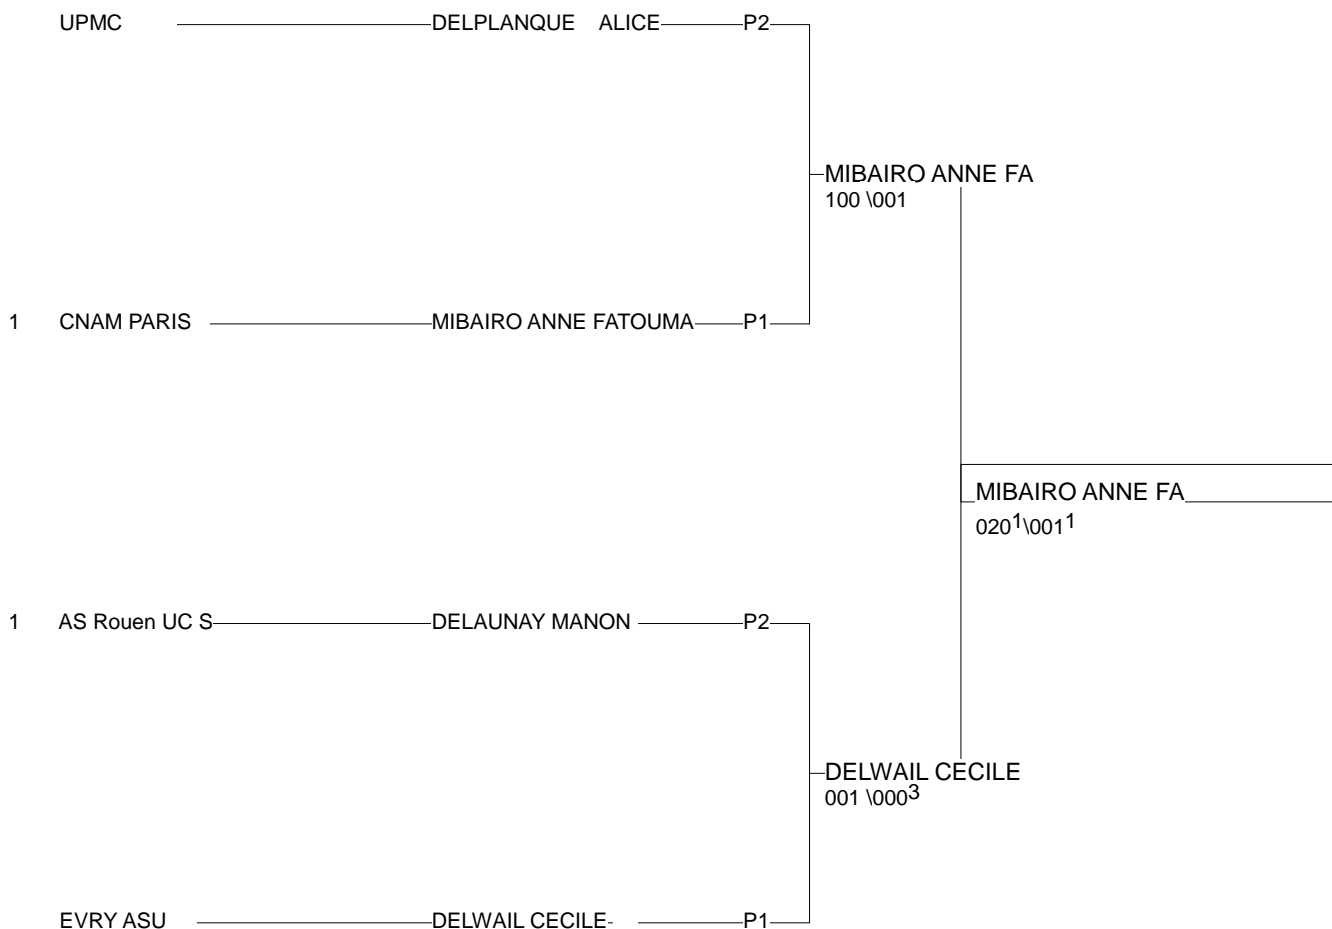 UPMC DELPLANQUE ALICE P2
MIBAIRO ANNE FA
100 \001
1 CNAM PARIS MIBAIRO ANNE FATOUMA P1
MIBAIRO ANNE FA
0201\0011
1 AS Rouen UC S DELAUNAY MANON P2
DELWAIL CECILE
001 \0003
EVRY ASU DELWAIL CECILE P1